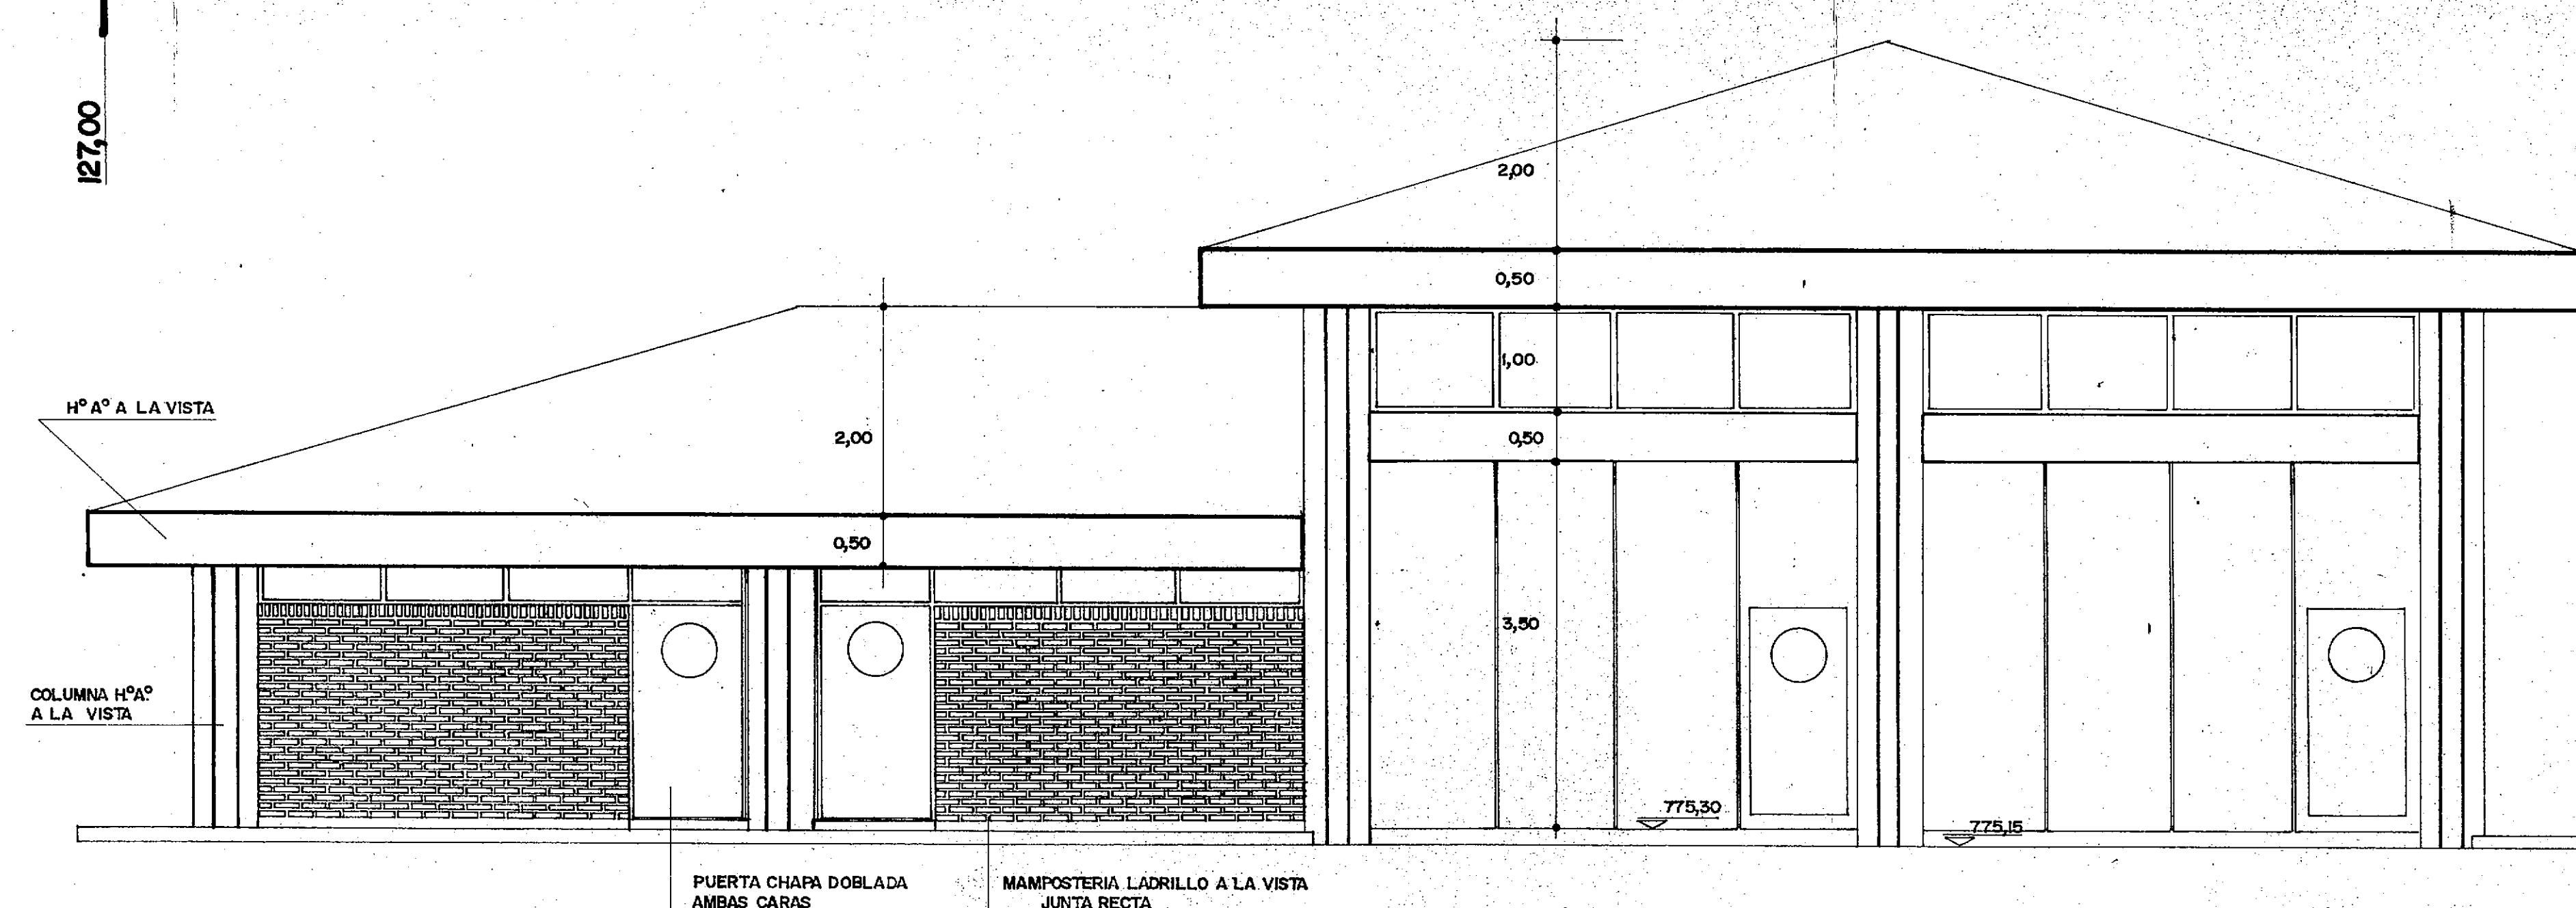 127,00
2,00
0,50
1,00
H°A° A LA VISTA
2,00
0,50
0,50
3,50
COLUMNA H°A°
A LA VISTA
775,30
775,15
PUERTA CHAPA DOBLADA
AMBAS CARAS
MAMPOSTERIA LADRILLO A LA VISTA
JUNTA RECTA